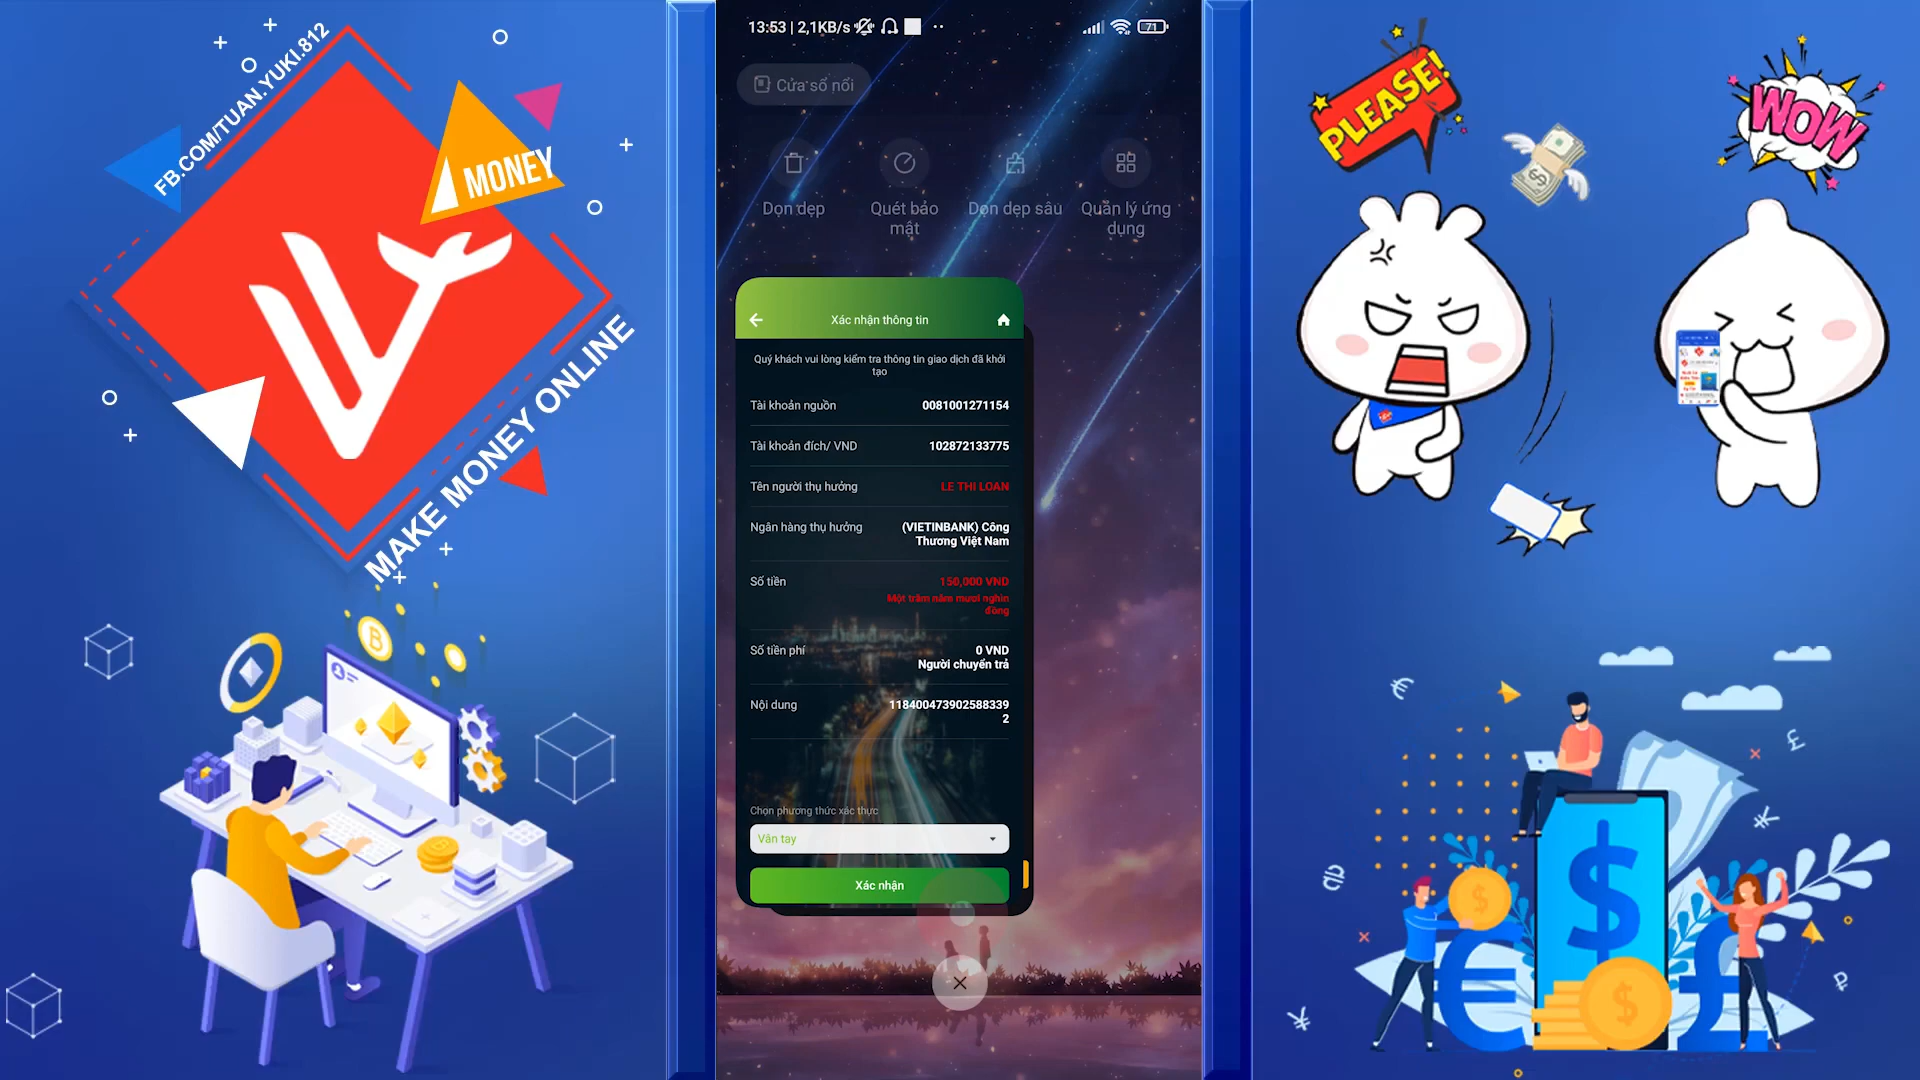 FB.COM/TUAN.YUKI.812
MONEY
MAKE MONEY ONLINE
13:53 | 2,1KB/s
71
Cửa sổ nổi
Dọn dẹp
Quét bảo
mật
Dọn dẹp sâu
Quản lý ứng
dụng
Xác nhận thông tin
Quý khách vui lòng kiểm tra thông tin giao dịch đã khởi
tạo
Tài khoản nguồn
0081001271154
Tài khoản đích/ VND
102872133775
Tên người thụ hưởng
LE THI LOAN
Ngân hàng thụ hưởng
(VIETINBANK) Công
Thương Việt Nam
Số tiền
150,000 VND
Một trăm năm mươi nghìn
đồng
Số tiền phí
0 VND
Người chuyển trả
Nội dung
118400473902588339
2
Chọn phương thức xác thực
Vân tay
Xác nhận
PLEASE!
WOW